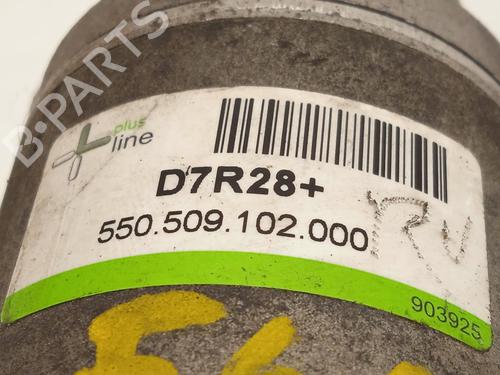 B-PARTS
plus
line
D7R28+
550.509.102.000
RV
903925